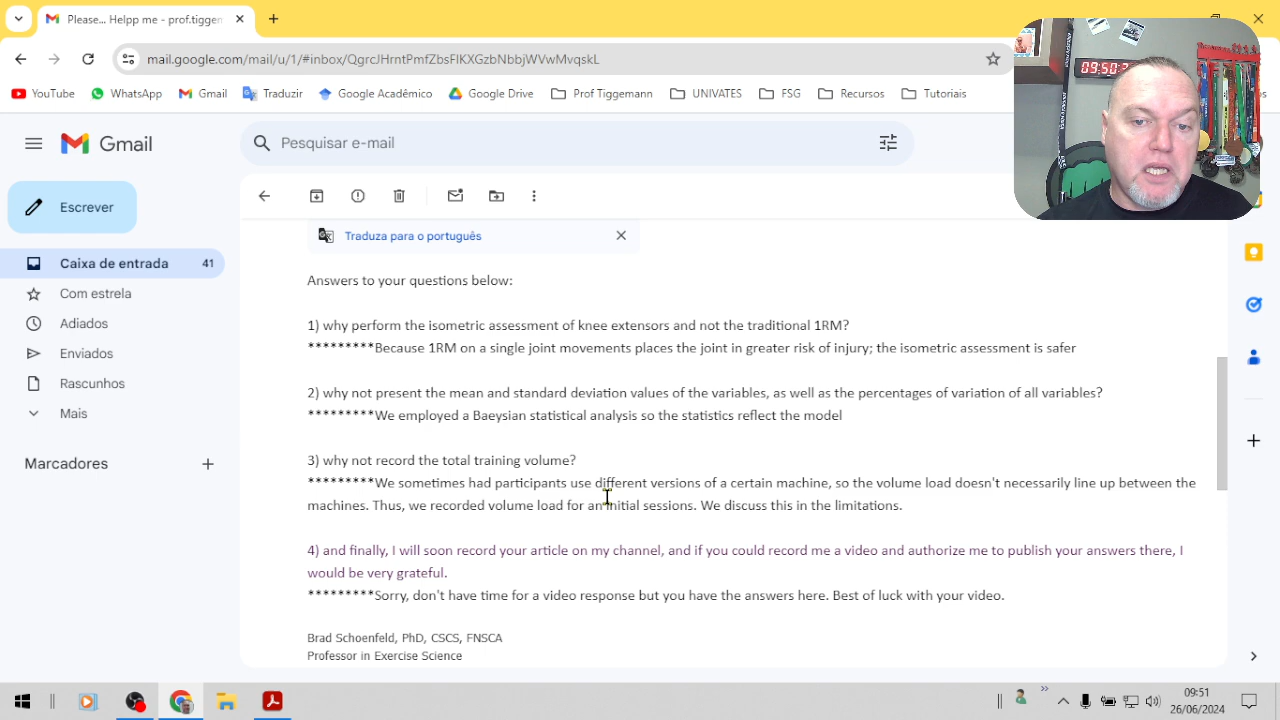 Please... Helpp me - prof.tiggem
mail.google.com/mail/u/1/#inbox/QgrcJHrntPmfZbsFlKXGzbNbbjWVwMvqskL
YouTube
WhatsApp
Gmail
Traduzir
Google Acadêmico
Google Drive
Prof Tiggemann
UNIVATES
FSG
Recursos
Tutoriais
Gmail
Pesquisar e-mail
Escrever
Caixa de entrada 41
Com estrela
Adiados
Enviados
Rascunhos
Mais
Marcadores
Traduza para o português
Answers to your questions below:
1) why perform the isometric assessment of knee extensors and not the traditional 1RM?
*********Because 1RM on a single joint movements places the joint in greater risk of injury; the isometric assessment is safer
2) why not present the mean and standard deviation values of the variables, as well as the percentages of variation of all variables?
*********We employed a Baeysian statistical analysis so the statistics reflect the model
3) why not record the total training volume?
*********We sometimes had participants use different versions of a certain machine, so the volume load doesn't necessarily line up between the
machines. Thus, we recorded volume load for an initial sessions. We discuss this in the limitations.
4) and finally, I will soon record your article on my channel, and if you could record me a video and authorize me to publish your answers there, I
would be very grateful.
*********Sorry, don't have time for a video response but you have the answers here. Best of luck with your video.
Brad Schoenfeld, PhD, CSCS, FNSCA
Professor in Exercise Science
09:51
26/06/2024